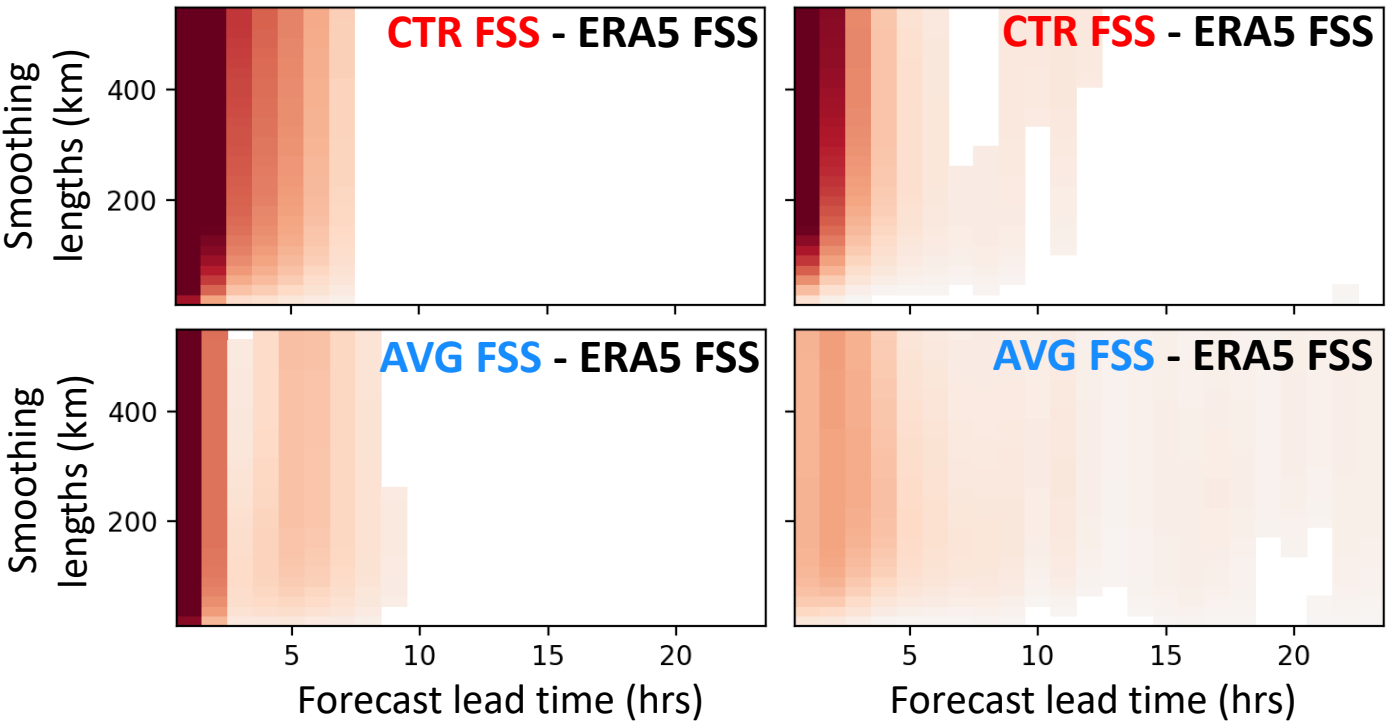 CTR FSS - ERA5 FSS
CTR FSS - ERA5 FSS
Smoothing
lengths (km)
400
200
AVG FSS - ERA5 FSS
AVG FSS - ERA5 FSS
Smoothing
lengths (km)
400
200
5 10 15 20
5 10 15 20
Forecast lead time (hrs)
Forecast lead time (hrs)